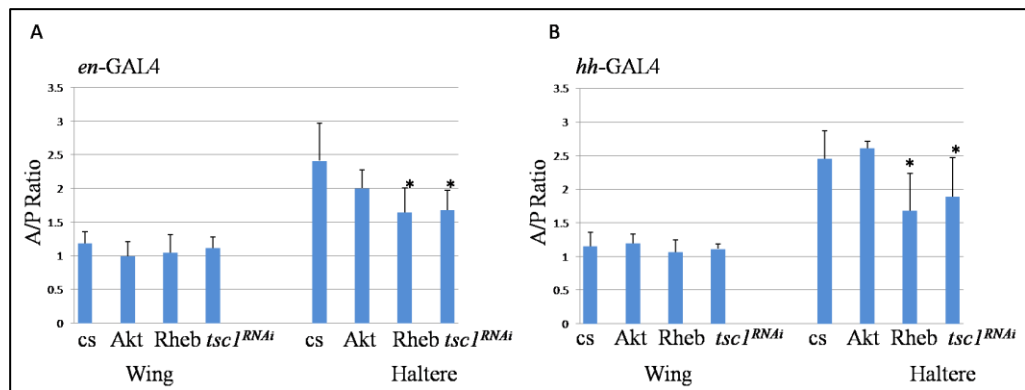 A
en-GAL4
A/P Ratio
3.5
3
2.5
2
1.5
1
0.5
0
cs Akt Rheb tsc1RNAi cs Akt Rheb tsc1RNAi
* *
Wing Haltere
B
hh-GAL4
A/P Ratio
3.5
3
2.5
2
1.5
1
0.5
0
cs Akt Rheb tsc1RNAi cs Akt Rheb tsc1RNAi
* *
Wing Haltere